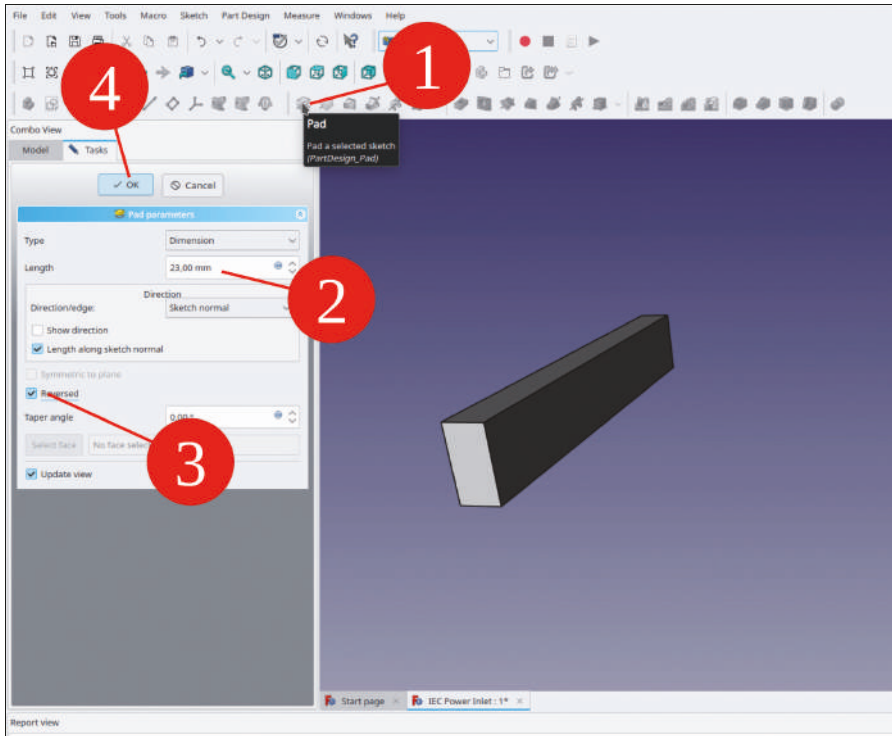 File Edit View Tools Macro Sketch Part Design Measure Windows Help
1
4
Pad
Pad a selected sketch
(PartDesign_Pad)
Combo View
Model Tasks
OK Cancel
Pad parameters
Type Dimension
Length 23,00 mm
2
Direction
Direction/edge: Sketch normal
Show direction
Length along sketch normal
Symmetric to plane
Reversed
Taper angle 0,00 °
Select face No face selec
3
Update view
Start page IEC Power Inlet : 1*
Report view